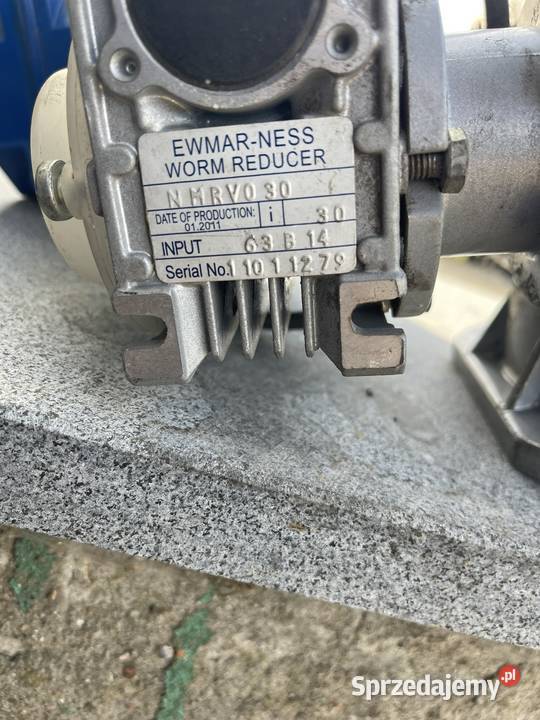 EWMAR-NESS
WORM REDUCER
NMRV030
DATE OF PRODUCTION: i 30
01.2011
INPUT 63 B 14
Serial No. 1 10 1 1279
Sprzedajemy.pl